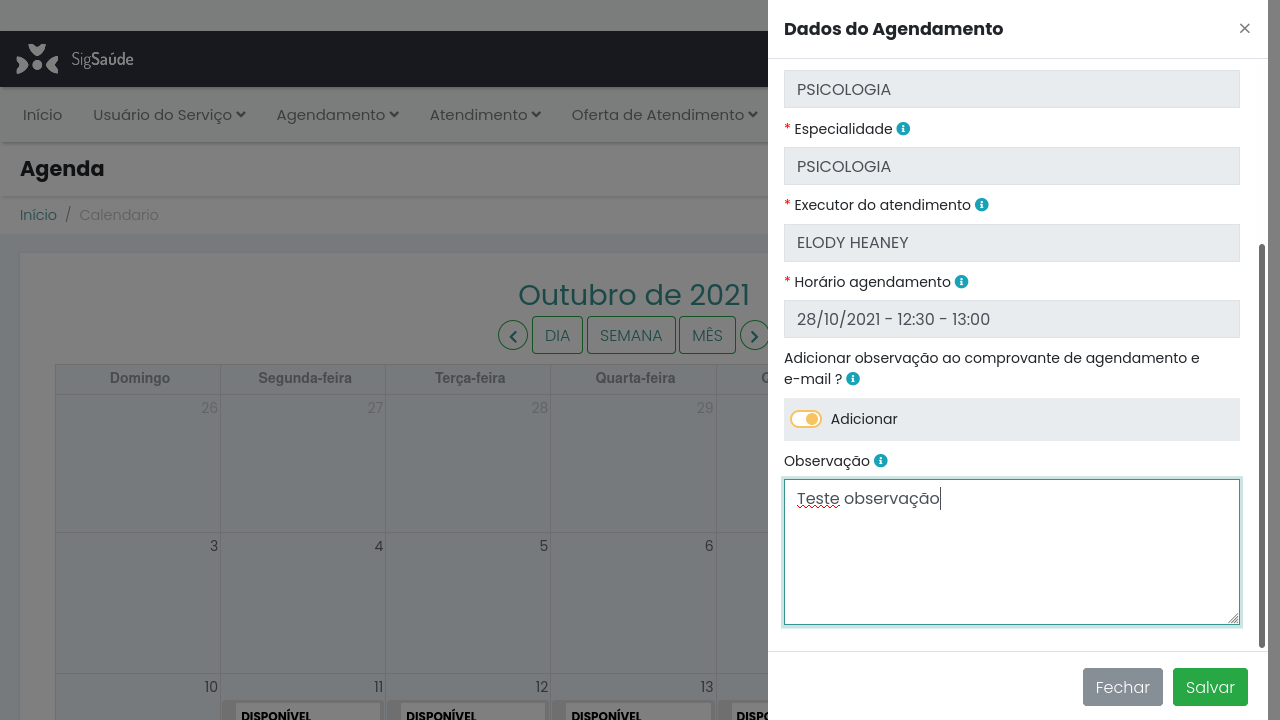 Dados do Agendamento ×
SigSaúde
Início Usuário do Serviço Agendamento Atendimento Oferta de Atendimento
Agenda
Início / Calendario
Outubro de 2021
DIA SEMANA MÊS
Domingo Segunda-feira Terça-feira Quarta-feira
26 27 28 29
3 4 5 6
10 11 12 13
DISPONÍVEL DISPONÍVEL DISPONÍVEL
PSICOLOGIA
* Especialidade
PSICOLOGIA
* Executor do atendimento
ELODY HEANEY
* Horário agendamento
28/10/2021 - 12:30 - 13:00
Adicionar observação ao comprovante de agendamento e
e-mail ?
Adicionar
Observação
Teste observação
Fechar Salvar